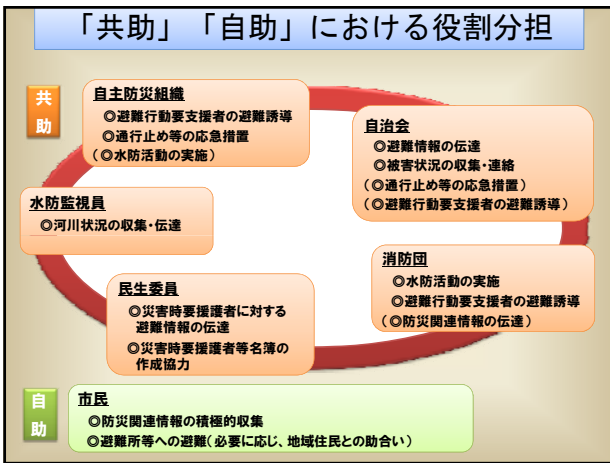 「共助」「自助」における役割分担
共
助
自主防災組織
◎避難行動要支援者の避難誘導
◎通行止め等の応急措置
(◎水防活動の実施)
自治会
◎避難情報の伝達
◎被害状況の収集・連絡
(◎通行止め等の応急措置)
(◎避難行動要支援者の避難誘導)
水防監視員
◎河川状況の収集・伝達
消防団
◎水防活動の実施
◎避難行動要支援者の避難誘導
(◎防災関連情報の伝達)
民生委員
◎災害時要援護者に対する
避難情報の伝達
◎災害時要援護者等名簿の
作成協力
自
助
市民
◎防災関連情報の積極的収集
◎避難所等への避難(必要に応じ、地域住民との助合い)